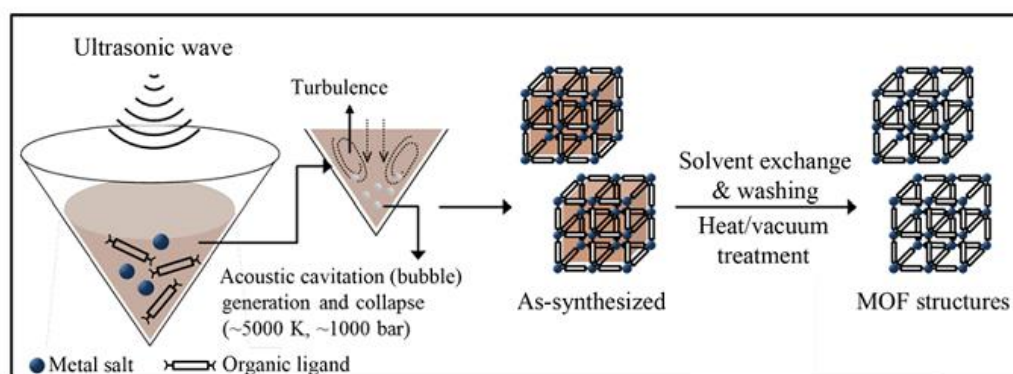 Ultrasonic wave
Turbulence
Acoustic cavitation (bubble)
generation and collapse
(~5000 K, ~1000 bar)
Metal salt
Organic ligand
As-synthesized
Solvent exchange
& washing
Heat/vacuum
treatment
MOF structures